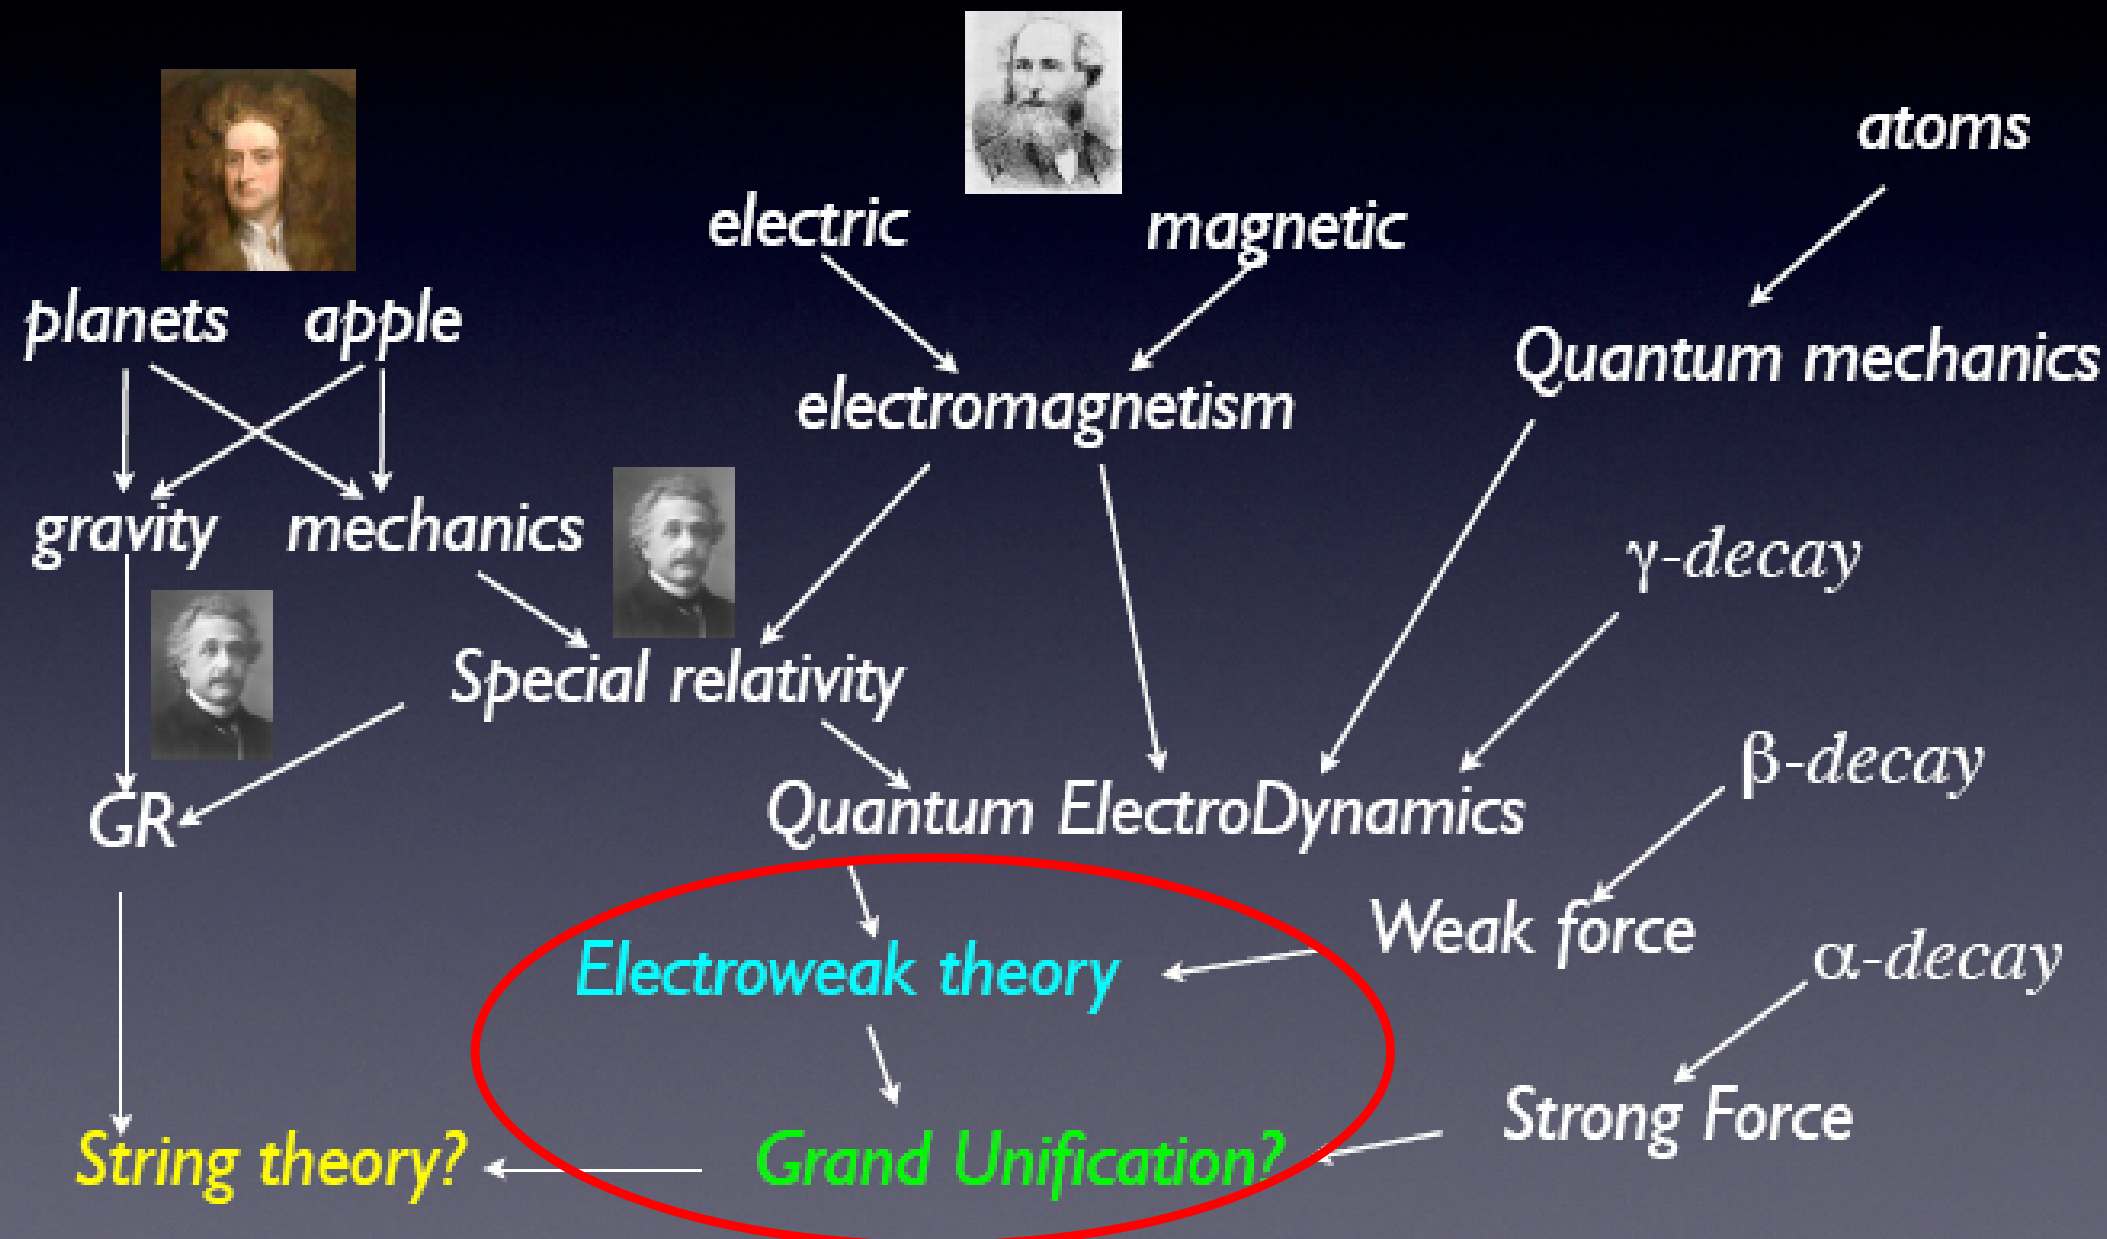 atoms
electric magnetic
planets apple
Quantum mechanics
electromagnetism
gravity mechanics
γ-decay
Special relativity
β-decay
GR
Quantum ElectroDynamics
Weak force
Electroweak theory
α-decay
Strong Force
String theory?
Grand Unification?